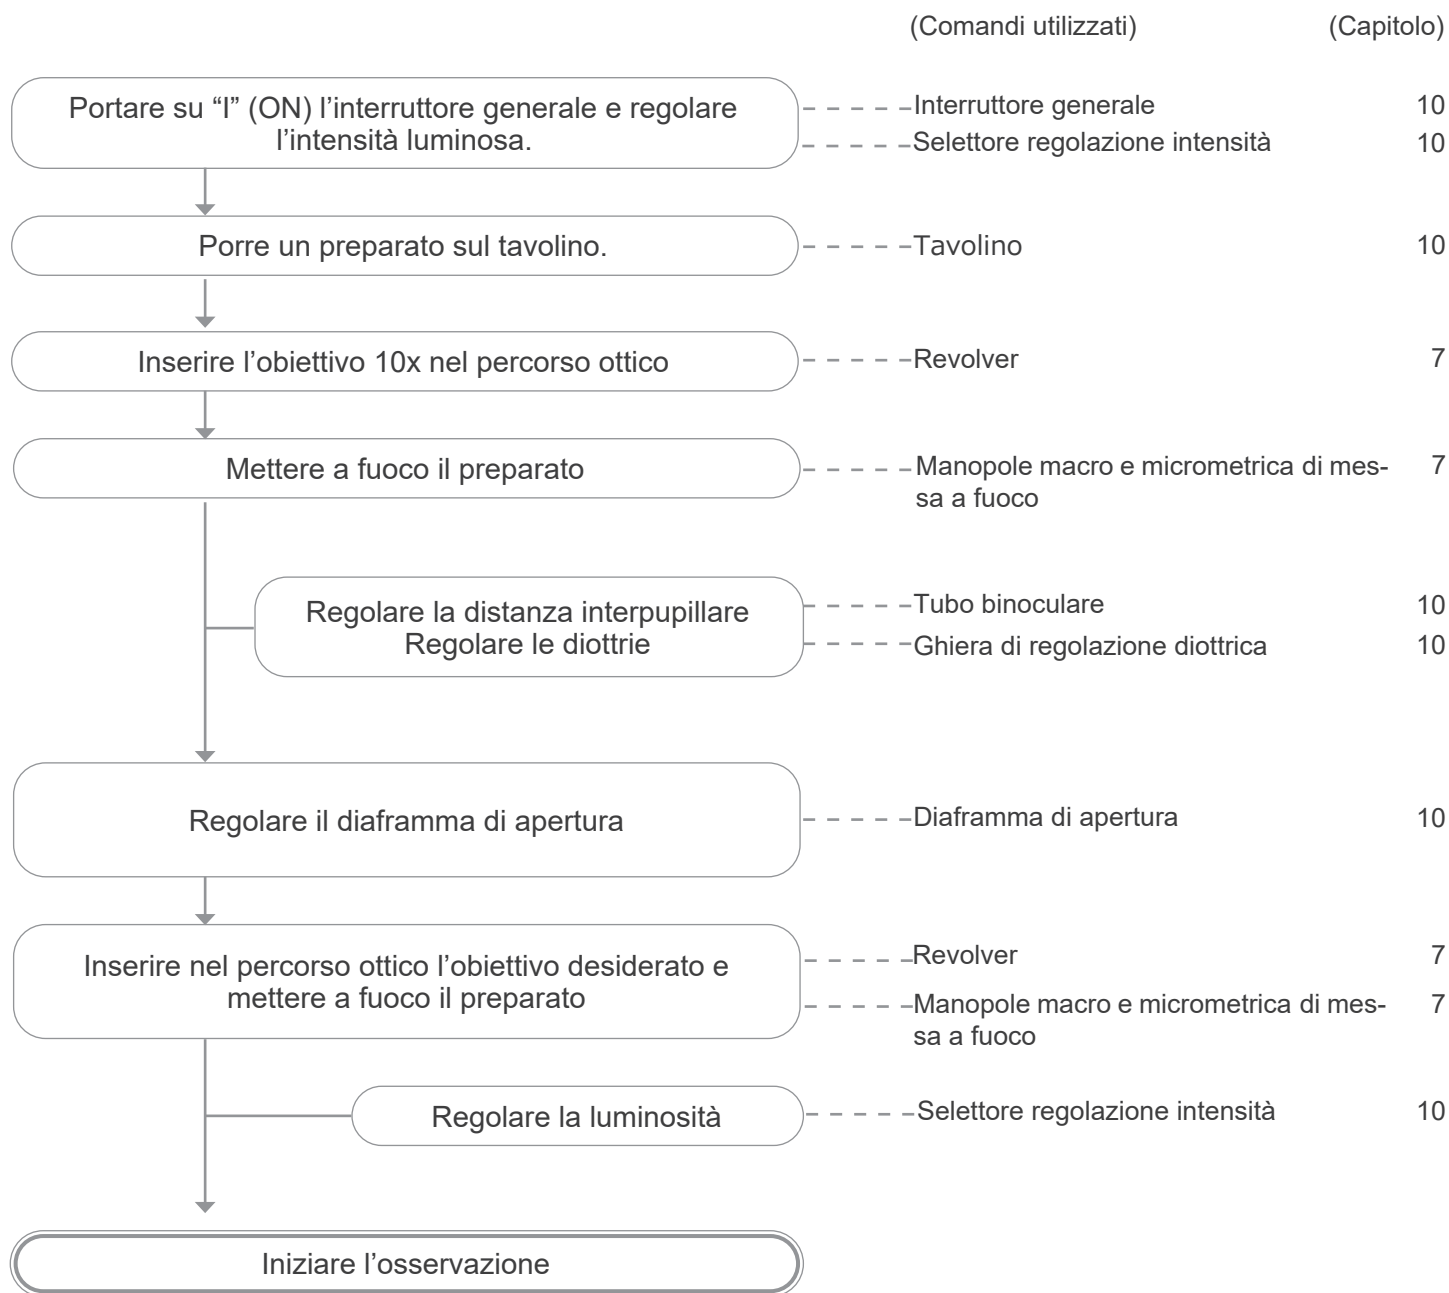 (Comandi utilizzati) (Capitolo)
Portare su “I” (ON) l’interruttore generale e regolare
l’intensità luminosa.
Interruttore generale 10
Selettore regolazione intensità 10
Porre un preparato sul tavolino.
Tavolino 10
Inserire l’obiettivo 10x nel percorso ottico
Revolver 7
Mettere a fuoco il preparato
Manopole macro e micrometrica di mes- 7
sa a fuoco
Regolare la distanza interpupillare
Regolare le diottrie
Tubo binoculare 10
Ghiera di regolazione diottrica 10
Regolare il diaframma di apertura
Diaframma di apertura 10
Inserire nel percorso ottico l’obiettivo desiderato e
mettere a fuoco il preparato
Revolver 7
Manopole macro e micrometrica di mes- 7
sa a fuoco
Regolare la luminosità
Selettore regolazione intensità 10
Iniziare l’osservazione